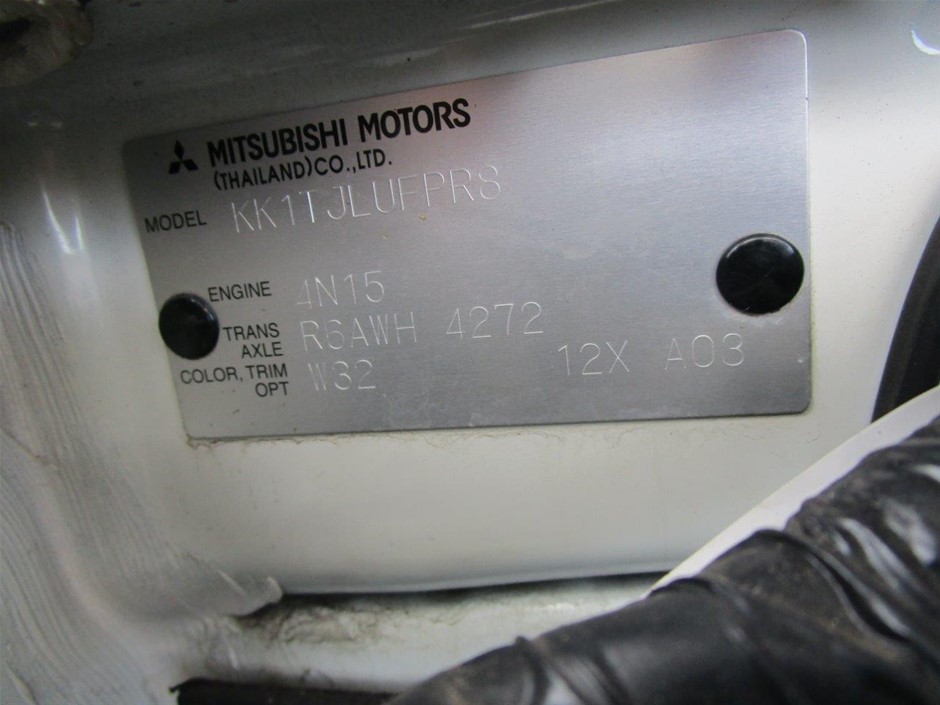 MITSUBISHI MOTORS
(THAILAND)CO.,LTD.
MODEL KK1TJLUFPR8
ENGINE 4N15
TRANS AXLE R6AWH 4272
COLOR, TRIM OPT W32 12X A03